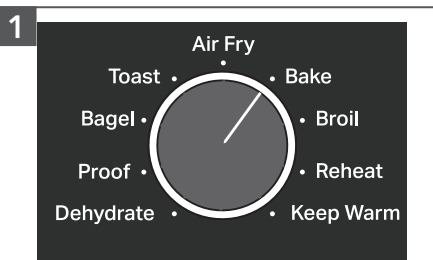 1
Air Fry
Toast
Bake
Bagel
Broil
Proof
Reheat
Dehydrate
Keep Warm